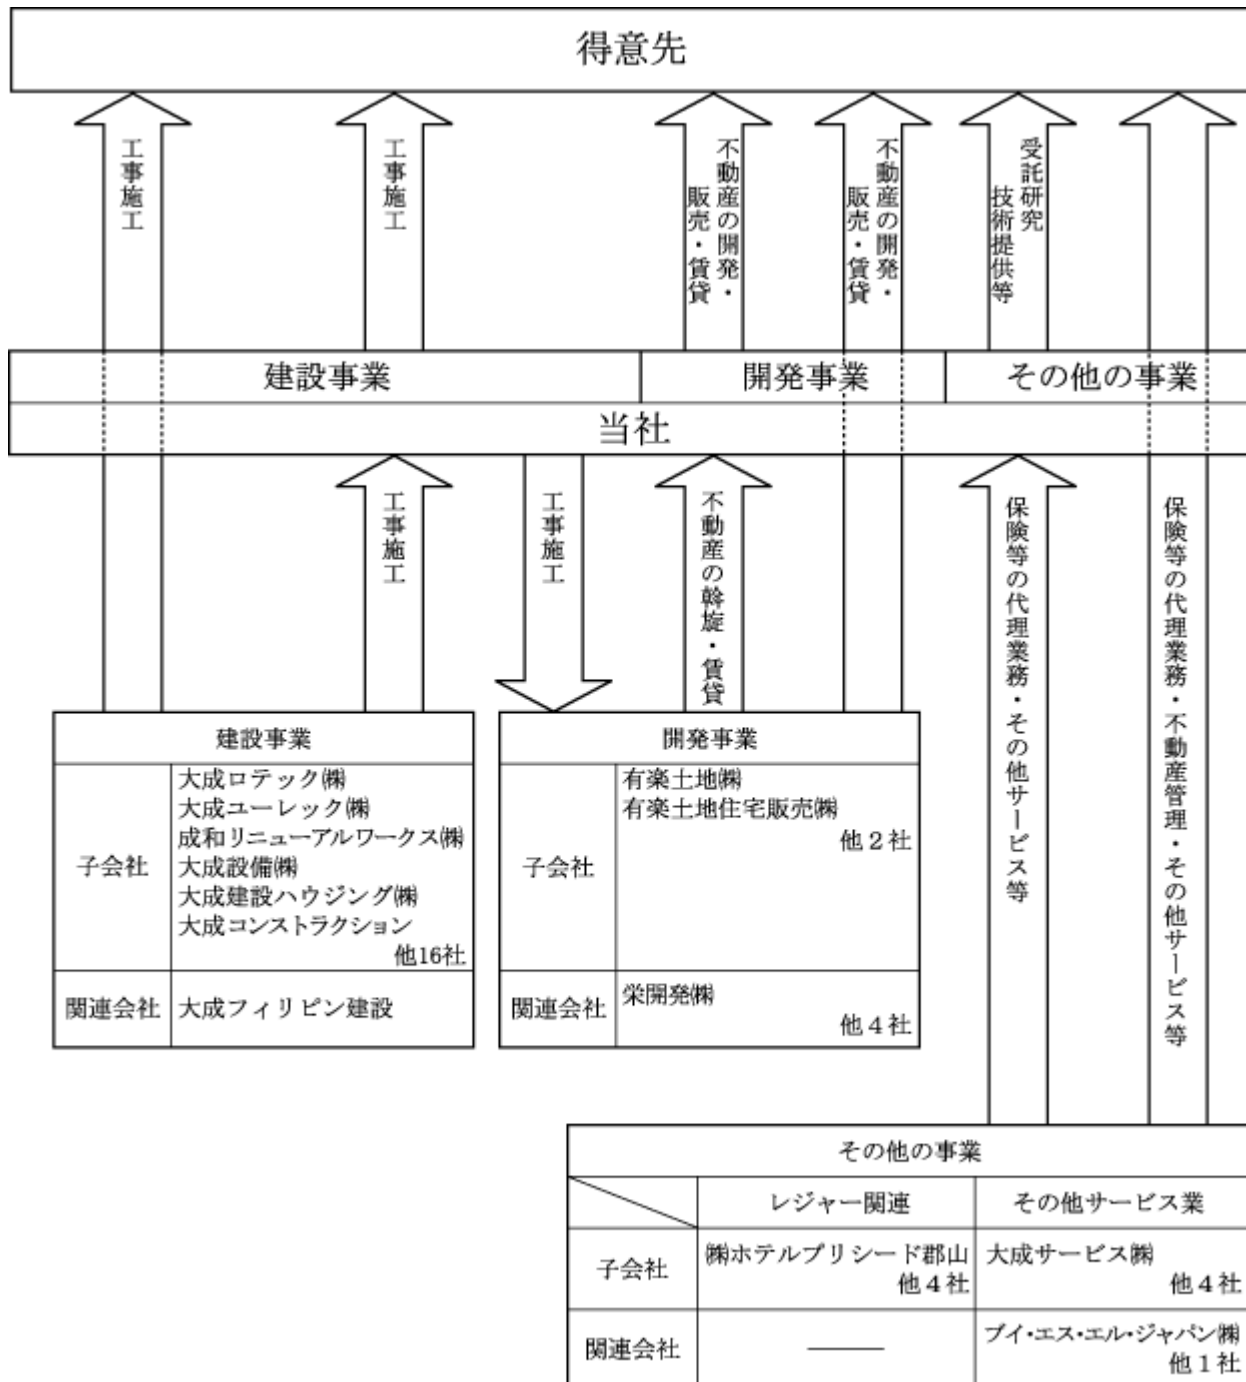 得意先
工事施工
工事施工
不動産の開発・
販売・賃貸
不動産の開発・
販売・賃貸
受託研究
技術提供等
建設事業
開発事業
その他の事業
当社
工事施工
工事施工
不動産の斡旋・賃貸
保険等の代理業務・その他サービス等
保険等の代理業務・不動産管理・その他サービス等
建設事業
子会社
大成ロテック㈱
大成ユーレック㈱
成和リニューアルワークス㈱
大成設備㈱
大成建設ハウジング㈱
大成コンストラクション
他16社
関連会社
大成フィリピン建設
開発事業
子会社
有楽土地㈱
有楽土地住宅販売㈱
他2社
関連会社
栄開発㈱
他4社
その他の事業
レジャー関連
その他サービス業
子会社
㈱ホテルプリシード郡山
他4社
大成サービス㈱
他4社
関連会社
――
ブイ・エス・エル・ジャパン㈱
他1社